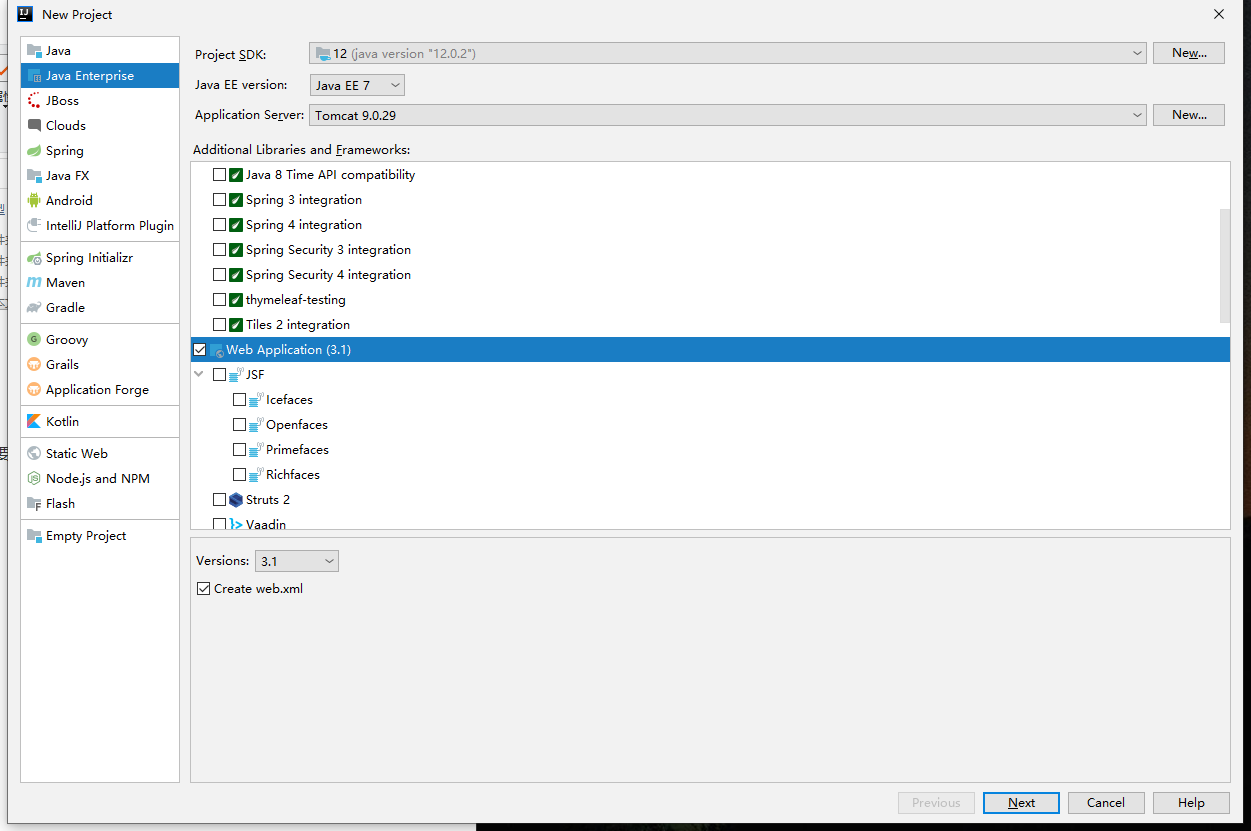 New Project
Java
Java Enterprise
JBoss
Clouds
Spring
Java FX
Android
IntelliJ Platform Plugin
Spring Initializr
Maven
Gradle
Groovy
Grails
Application Forge
Kotlin
Static Web
Node.js and NPM
Flash
Empty Project
Project SDK: 12 (java version "12.0.2") New...
Java EE version: Java EE 7
Application Server: Tomcat 9.0.29 New...
Additional Libraries and Frameworks:
Java 8 Time API compatibility
Spring 3 integration
Spring 4 integration
Spring Security 3 integration
Spring Security 4 integration
thymeleaf-testing
Tiles 2 integration
Web Application (3.1)
JSF
Icefaces
Openfaces
Primefaces
Richfaces
Struts 2
Vaadin
Versions: 3.1
Create web.xml
Previous Next Cancel Help